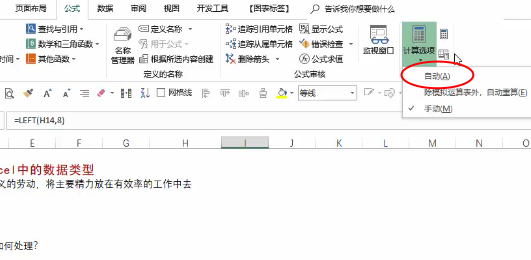 页面布局 公式 数据 审阅 视图 开发工具 【图表标签】 告诉我你想要做什么
查找与引用 定义名称 追踪引用单元格 显示公式
数学和三角函数 用于公式 追踪从属单元格 错误检查
时间 其他函数 名称管理器 根据所选内容创建 删除箭头 公式求值 监视窗口 计算选项
定义的名称 公式审核
自动(A)
除模拟运算表外，自动重算(E)
手动(M)
网格线 等线
=LEFT(H14,8)
E F G H I J K L M N O
cel中的数据类型
义的劳动，将主要精力放在有效率的工作中去
如何处理?